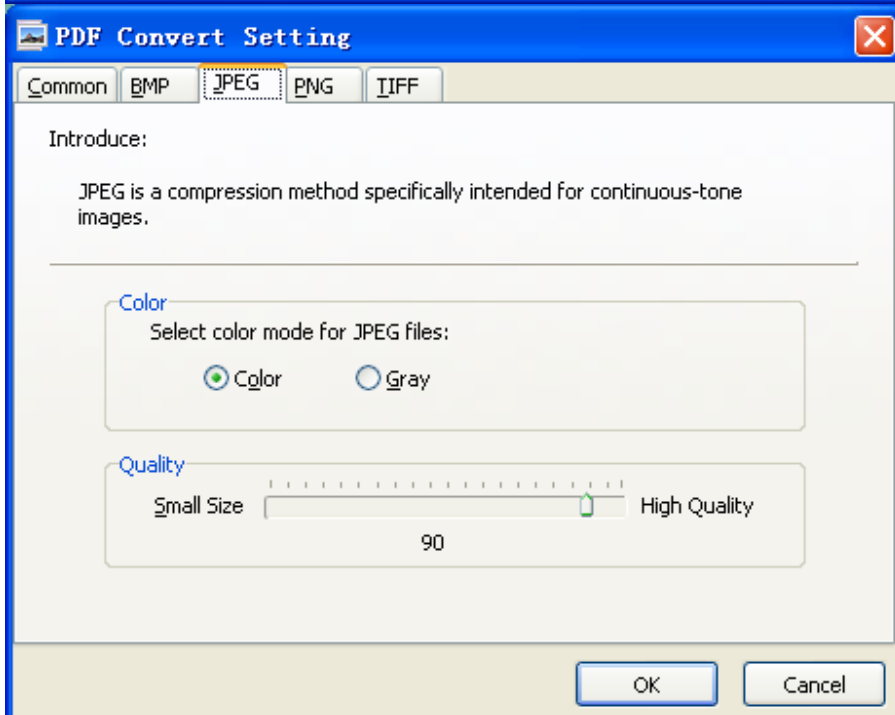 PDF Convert Setting
Common BMP JPEG PNG TIFF
Introduce:
JPEG is a compression method specifically intended for continuous-tone
images.
Color
Select color mode for JPEG files:
Color Gray
Quality
Small Size High Quality
90
OK Cancel